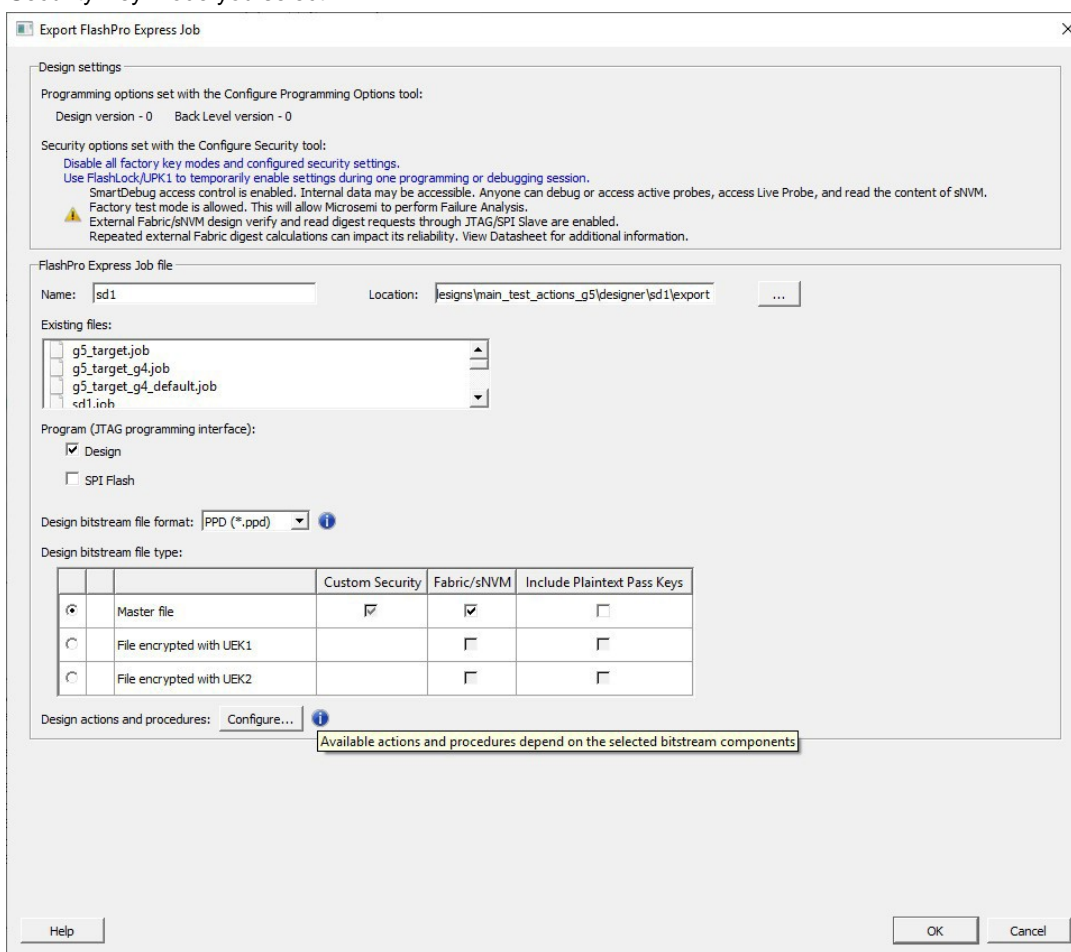 Export FlashPro Express Job
Design settings
Programming options set with the Configure Programming Options tool:
Design version - 0 Back Level version - 0
Security options set with the Configure Security tool:
Disable all factory key modes and configured security settings.
Use FlashLock/UPK1 to temporarily enable settings during one programming or debugging session.
SmartDebug access control is enabled. Internal data may be accessible. Anyone can debug or access active probes, access Live Probe, and read the content of sNVM.
Factory test mode is allowed. This will allow Microsemi to perform Failure Analysis.
External Fabric/sNVM design verify and read digest requests through JTAG/SPI Slave are enabled.
Repeated external Fabric digest calculations can impact its reliability. View Datasheet for additional information.
FlashPro Express Job file
Name: sd1 Location: lesigns\main_test_actions_g5\designer\sd1\export ...
Existing files:
g5_target.job
g5_target_g4.job
g5_target_g4_default.job
sd1.job
Program (JTAG programming interface):
Design
SPI Flash
Design bitstream file format: PPD (*.ppd)
Design bitstream file type:
Custom Security Fabric/sNVM Include Plaintext Pass Keys
Master file
File encrypted with UEK1
File encrypted with UEK2
Design actions and procedures: Configure...
Available actions and procedures depend on the selected bitstream components
Help OK Cancel